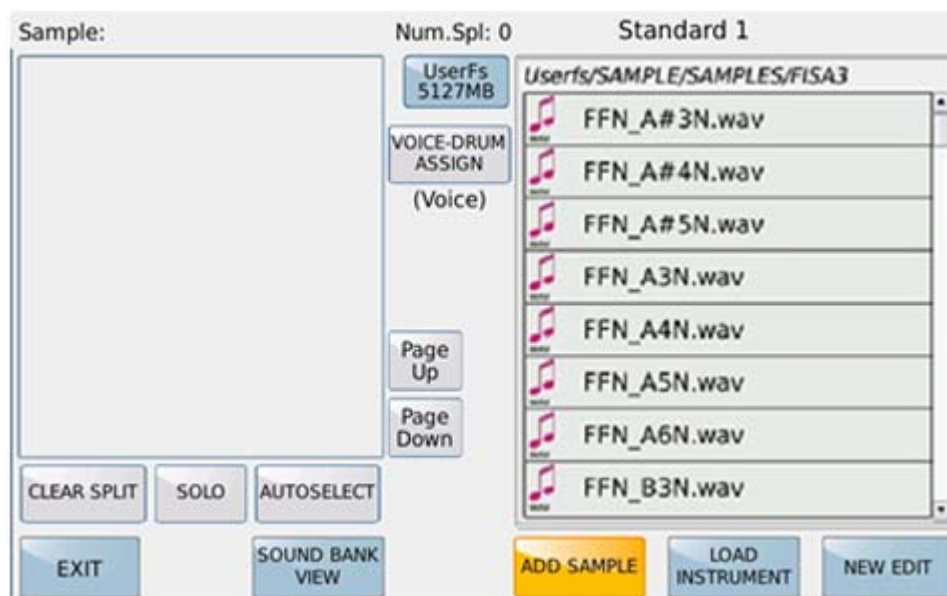 Sample:
Num.Spl: 0
Standard 1
UserFs
5127MB
Userfs/SAMPLE/SAMPLES/FISA3
VOICE-DRUM
ASSIGN
(Voice)
FFN_A#3N.wav
FFN_A#4N.wav
FFN_A#5N.wav
FFN_A3N.wav
FFN_A4N.wav
FFN_A5N.wav
FFN_A6N.wav
FFN_B3N.wav
Page
Up
Page
Down
CLEAR SPLIT
SOLO
AUTOSELECT
EXIT
SOUND BANK
VIEW
ADD SAMPLE
LOAD
INSTRUMENT
NEW EDIT